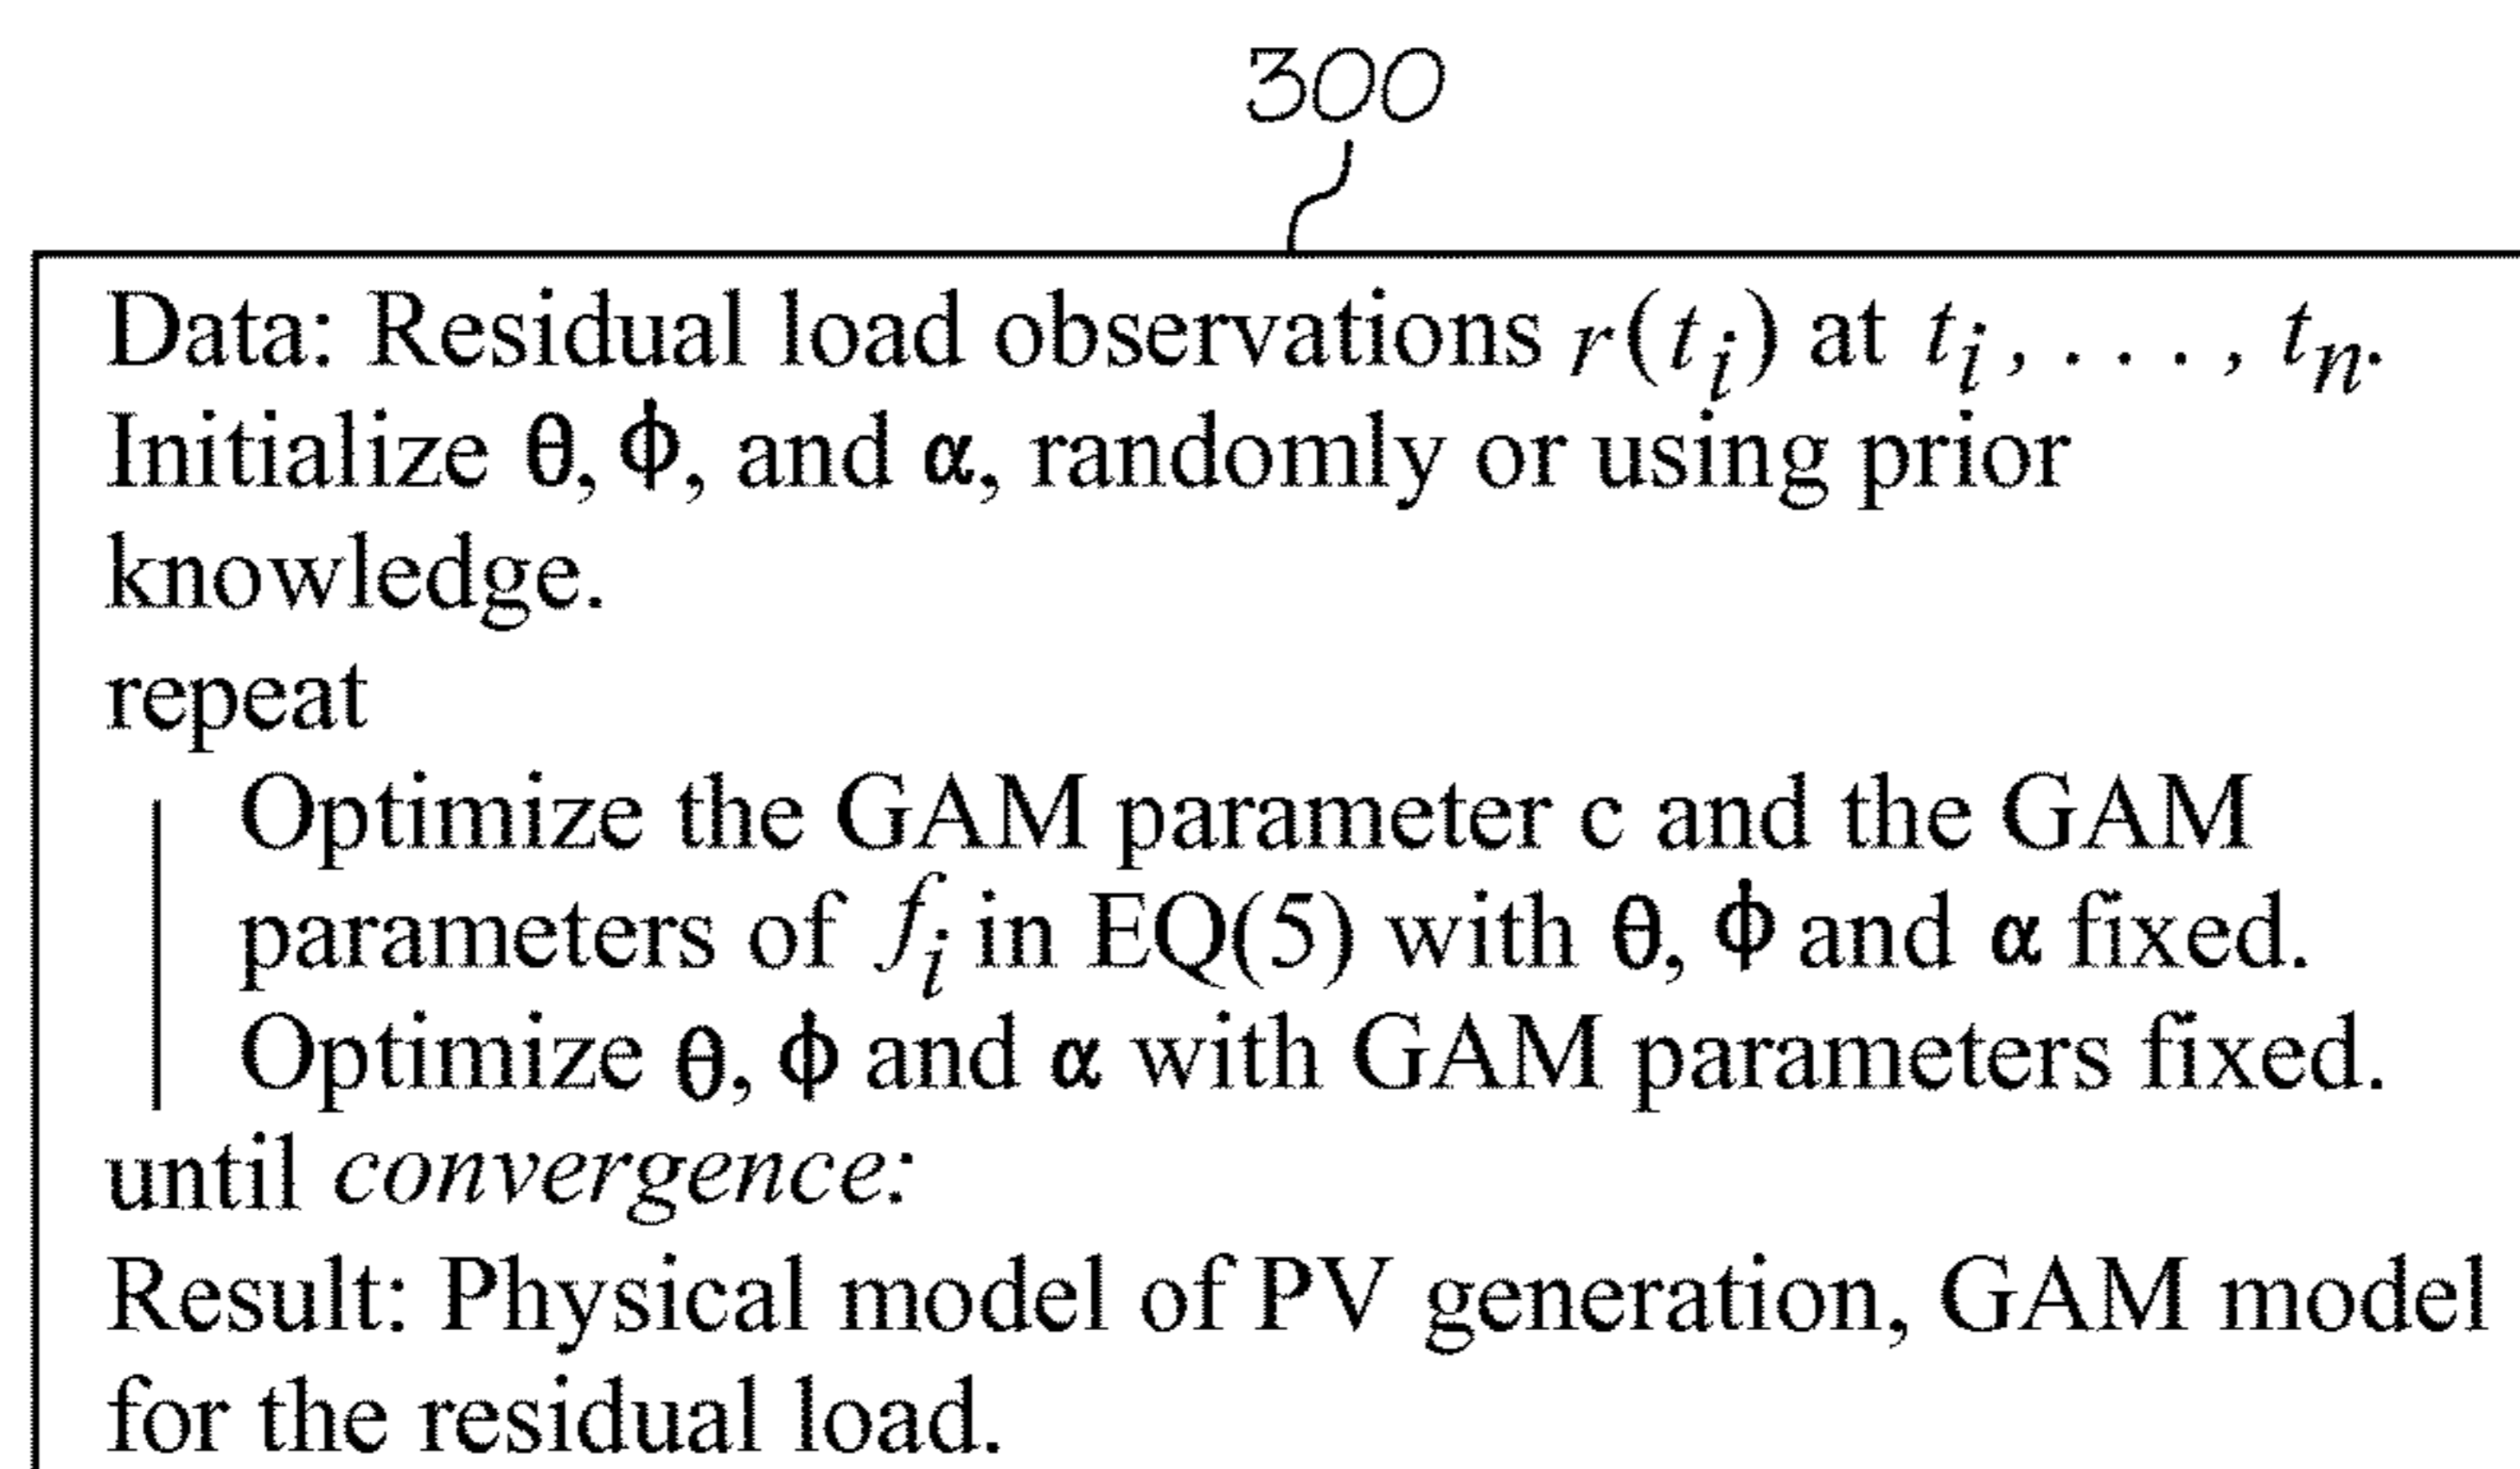 300
Data: Residual load observations r(t_i) at t_i, . . . , t_n.
Initialize θ, ϕ, and α, randomly or using prior
knowledge.
repeat
Optimize the GAM parameter c and the GAM
parameters of f_i in EQ(5) with θ, ϕ and α fixed.
Optimize θ, ϕ and α with GAM parameters fixed.
until convergence:
Result: Physical model of PV generation, GAM model
for the residual load.